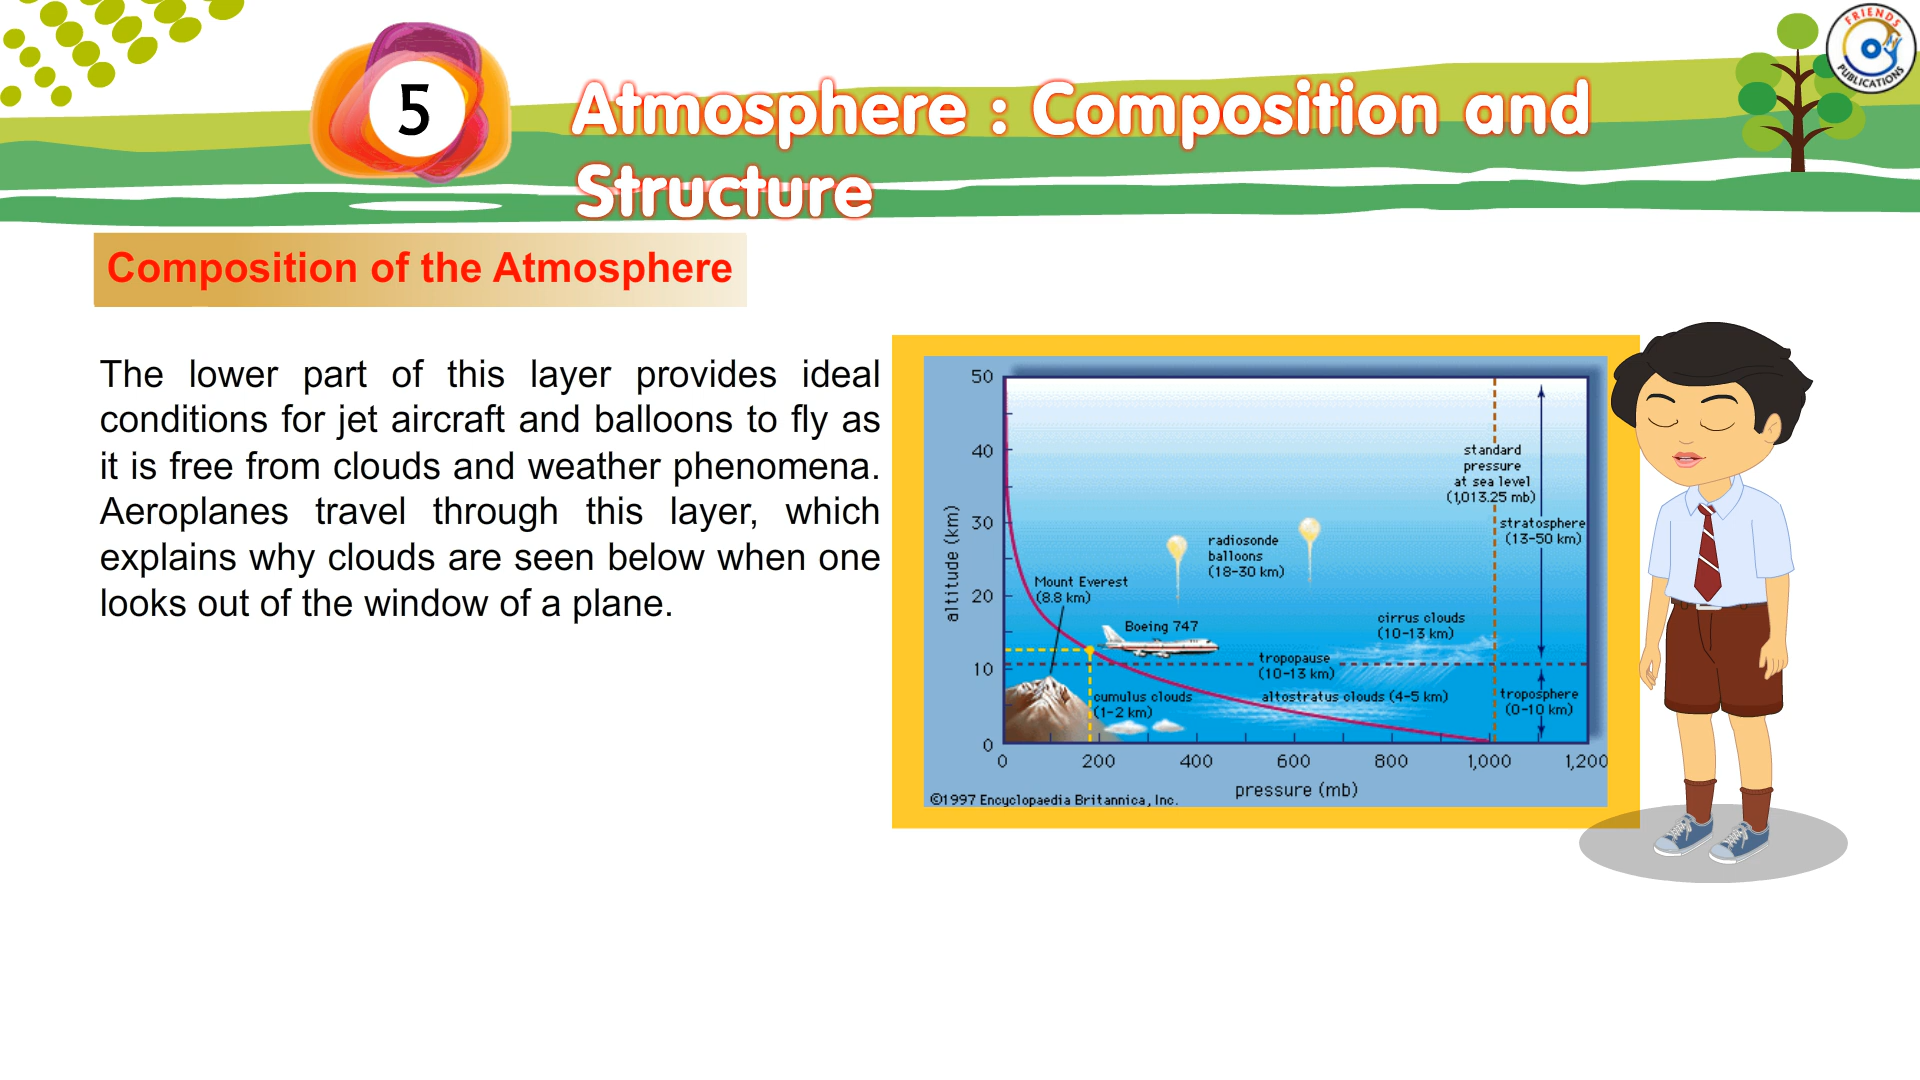 FRIENDS
PUBLICATIONS
5
Atmosphere : Composition and
Structure
Composition of the Atmosphere
The lower part of this layer provides ideal
conditions for jet aircraft and balloons to fly as
it is free from clouds and weather phenomena.
Aeroplanes travel through this layer, which
explains why clouds are seen below when one
looks out of the window of a plane.
altitude (km)
50
40
30
20
10
0
standard
pressure
at sea level
(1,013.25 mb)
stratosphere
(13-50 km)
radiosonde
balloons
(18-30 km)
Mount Everest
(8.8 km)
Boeing 747
cirrus clouds
(10-13 km)
tropopause
(10-13 km)
cumulus clouds
(1-2 km)
altostratus clouds (4-5 km)
troposphere
(0-10 km)
0 200 400 600 800 1,000 1,200
pressure (mb)
©1997 Encyclopaedia Britannica, Inc.